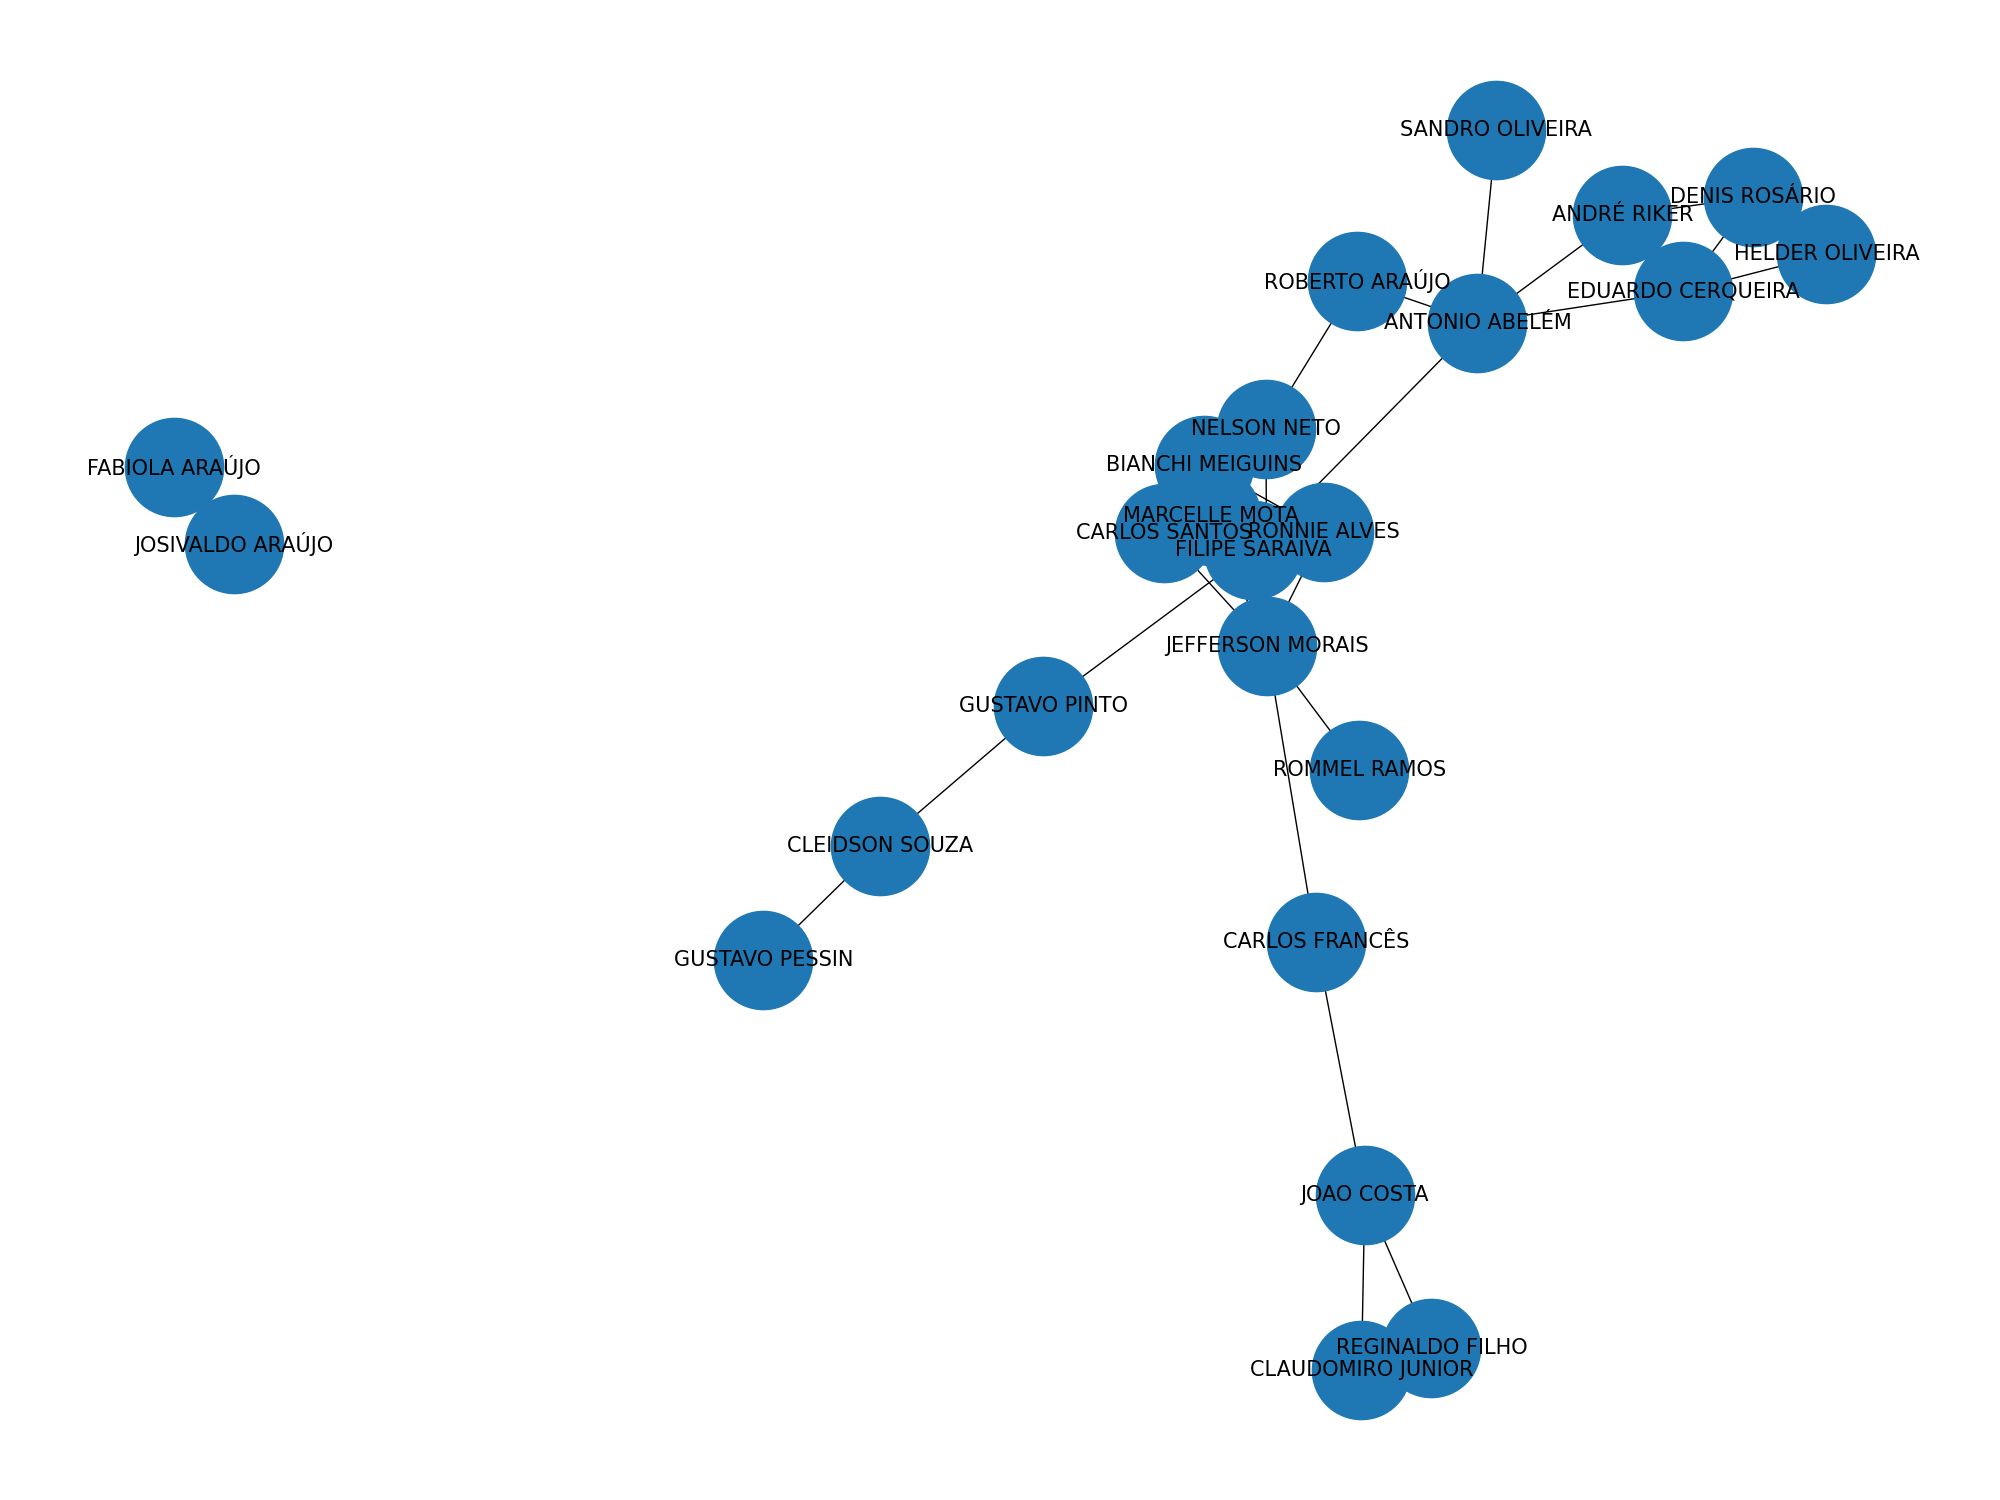 SANDRO OLIVEIRA
DENIS ROSÁRIO
ANDRÉ RIKER
HELDER OLIVEIRA
ROBERTO ARAÚJO
EDUARDO CERQUEIRA
ANTONIO ABELÉM
NELSON NETO
BIANCHI MEIGUINS
FABIOLA ARAÚJO
MARCELLE MOTA
CARLOS SANTOS
RONNIE ALVES
JOSIVALDO ARAÚJO
FILIPE SARAIVA
JEFFERSON MORAIS
GUSTAVO PINTO
ROMMEL RAMOS
CLEIDSON SOUZA
CARLOS FRANCÊS
GUSTAVO PESSIN
JOAO COSTA
REGINALDO FILHO
CLAUDOMIRO JUNIOR